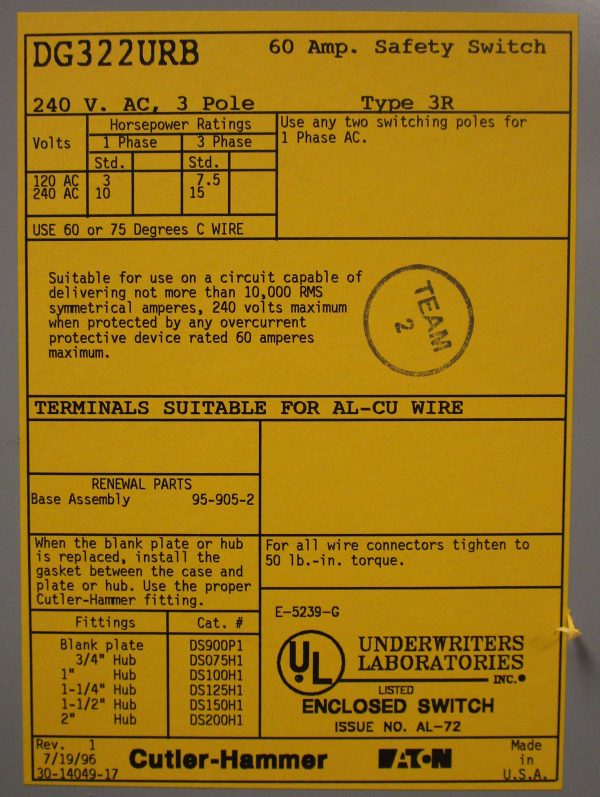 DG322URB 60 Amp. Safety Switch
240 V. AC, 3 Pole Type 3R
Volts
Horsepower Ratings
1 Phase 3 Phase
Std. Std.
120 AC 3 7.5
240 AC 10 15
USE 60 or 75 Degrees C WIRE
Use any two switching poles for
1 Phase AC.
Suitable for use on a circuit capable of
delivering not more than 10,000 RMS
symmetrical amperes, 240 volts maximum
when protected by any overcurrent
protective device rated 60 amperes
maximum.
TEAM
2
TERMINALS SUITABLE FOR AL-CU WIRE
RENEWAL PARTS
Base Assembly 95-905-2
When the blank plate or hub
is replaced, install the
gasket between the case and
plate or hub. Use the proper
Cutler-Hammer fitting.
For all wire connectors tighten to
50 lb.-in. torque.
Fittings Cat. #
Blank plate DS900P1
3/4" Hub DS075H1
1" Hub DS100H1
1-1/4" Hub DS125H1
1-1/2" Hub DS150H1
2" Hub DS200H1
E-5239-G
UL
UNDERWRITERS
LABORATORIES
INC.®
LISTED
ENCLOSED SWITCH
ISSUE NO. AL-72
Rev. 1
7/19/96
30-14049-17
Cutler-Hammer
EATON
Made
in
U.S.A.